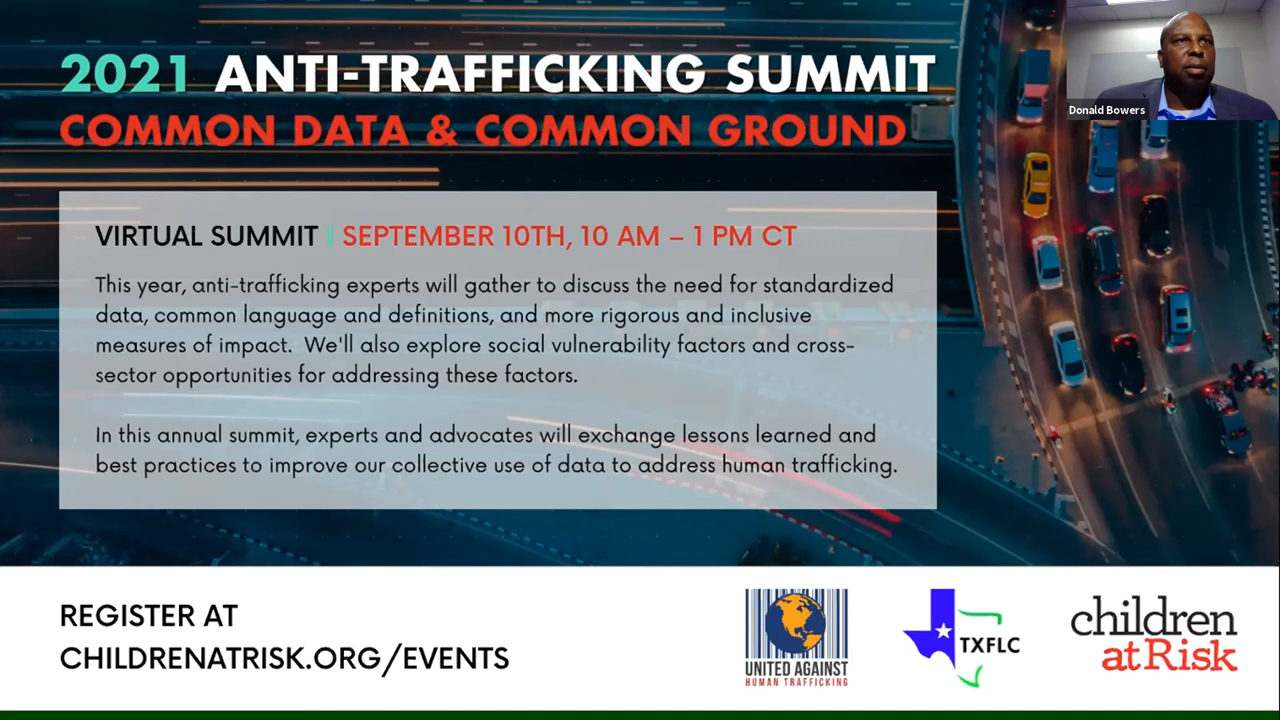 2021 ANTI-TRAFFICKING SUMMIT
COMMON DATA & COMMON GROUND
Donald Bowers
VIRTUAL SUMMIT | SEPTEMBER 10TH, 10 AM – 1 PM CT
This year, anti-trafficking experts will gather to discuss the need for standardized
data, common language and definitions, and more rigorous and inclusive
measures of impact.  We'll also explore social vulnerability factors and cross-
sector opportunities for addressing these factors.
In this annual summit, experts and advocates will exchange lessons learned and
best practices to improve our collective use of data to address human trafficking.
REGISTER AT
CHILDRENATRISK.ORG/EVENTS
UNITED AGAINST
HUMAN TRAFFICKING
TXFLC
children
atRisk